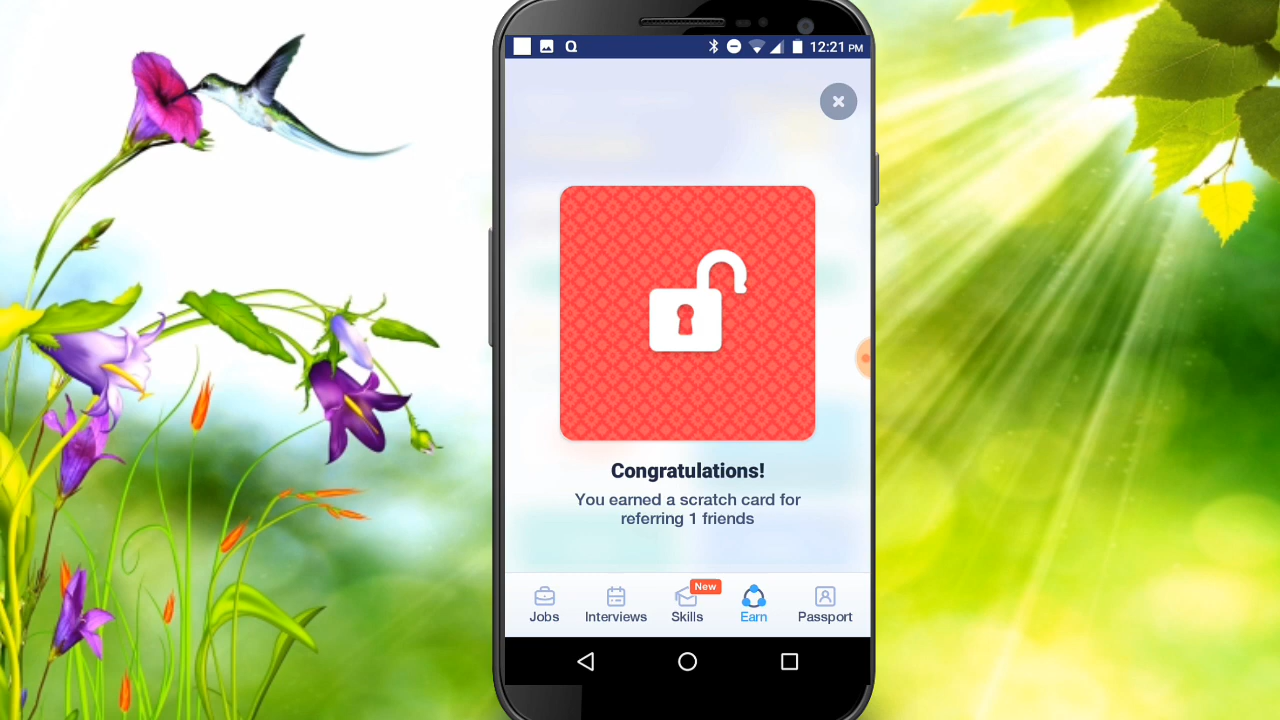 12:21 PM
Congratulations!
You earned a scratch card for
referring 1 friends
New
Jobs
Interviews
Skills
Earn
Passport